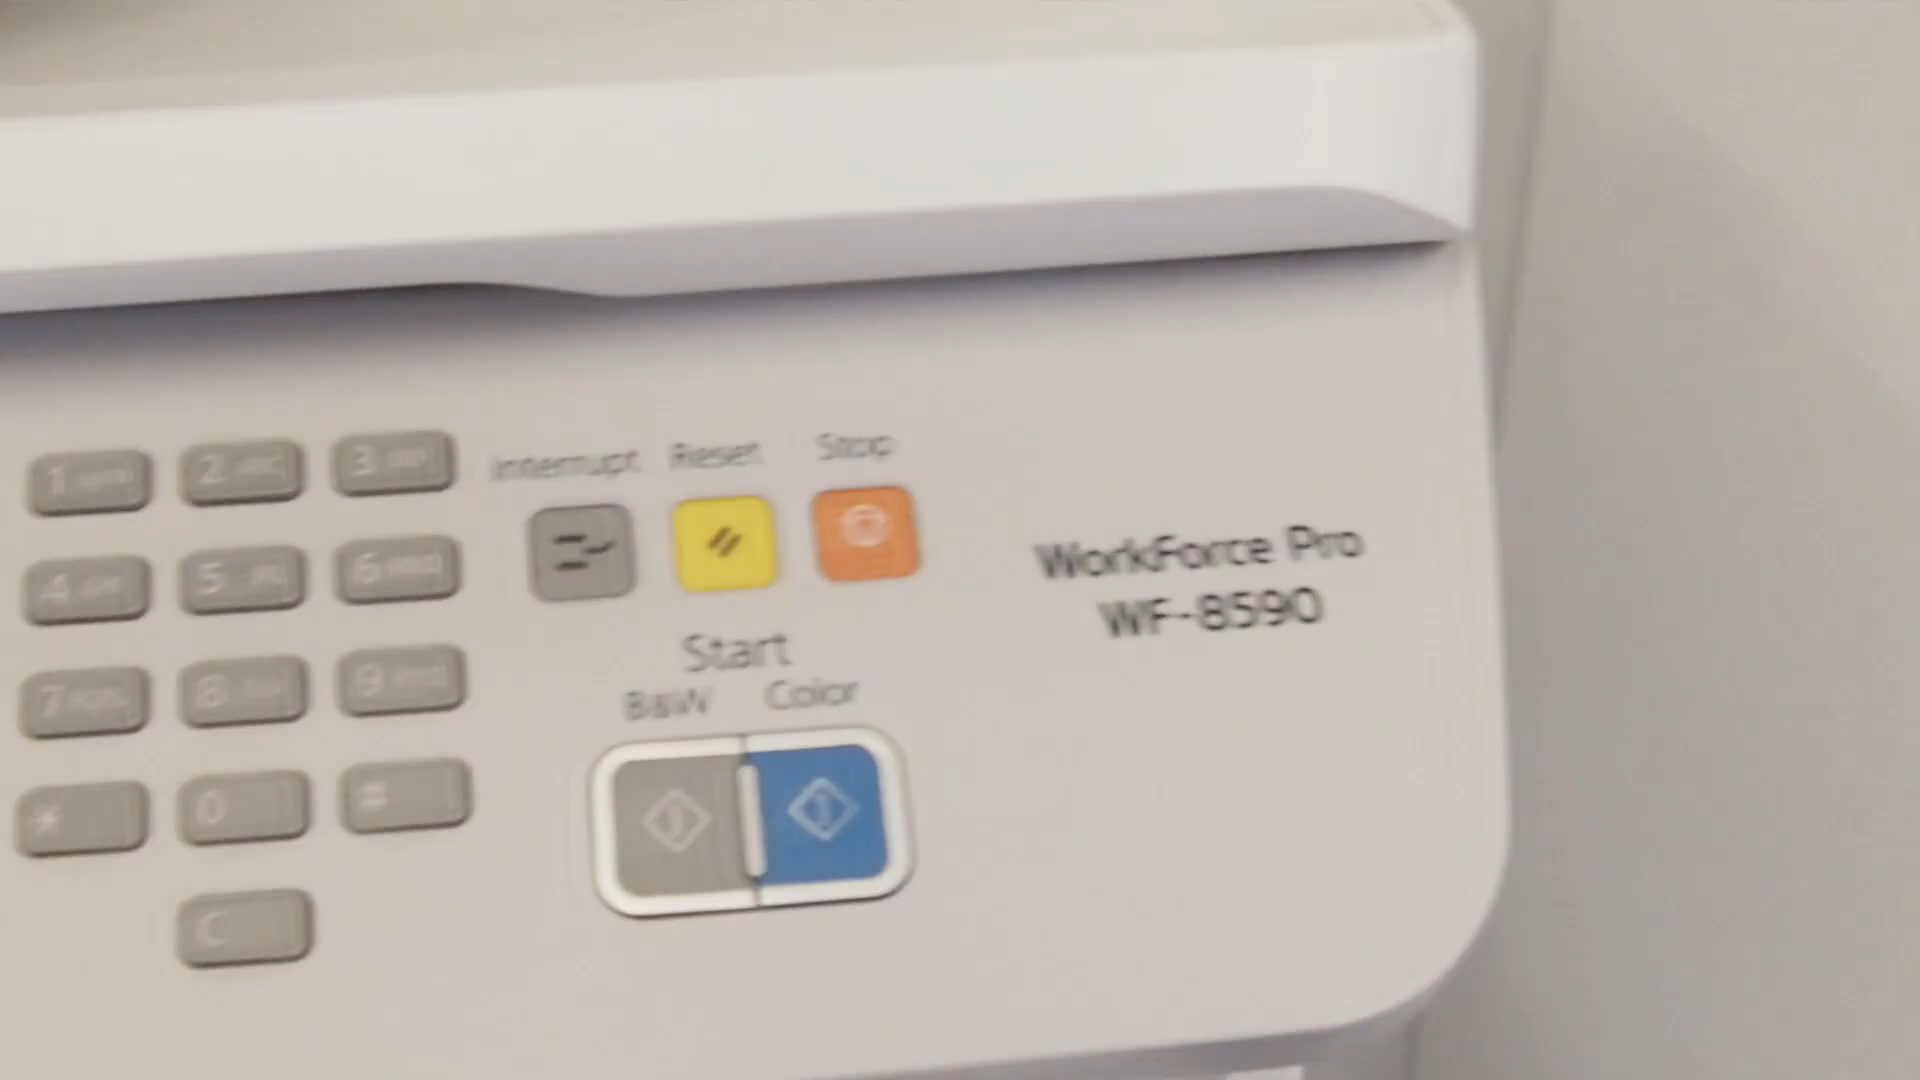 Interrupt Reset Stop
1 2 3
4 5 6
WorkForce Pro
WF-8590
Start
B&W Color
7 8 9
* 0
C